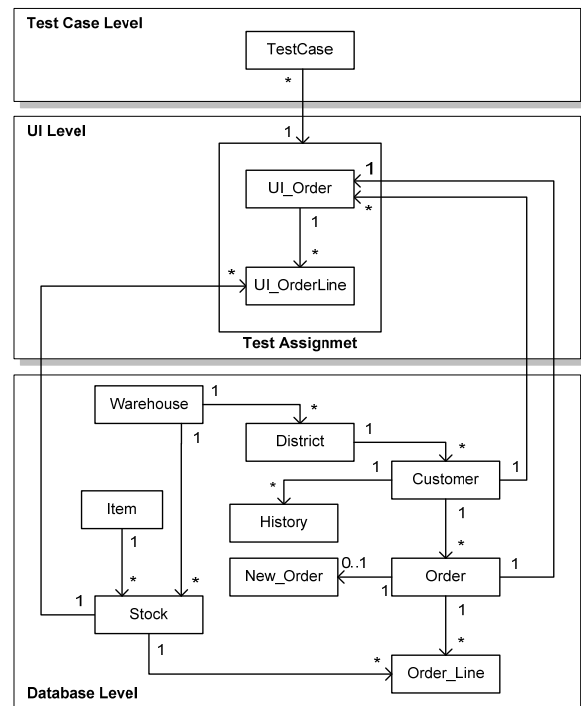 Test Case Level
TestCase
*
1
UI Level
1
UI_Order
1
*
*
*
UI_OrderLine
Test Assignmet
Warehouse
1
*
1
District
1
*
1
Customer
1
*
Item
History
1
1
*
0..1
New_Order
1
Order
1
*
*
1
Stock
1
1
*
*
Order_Line
Database Level